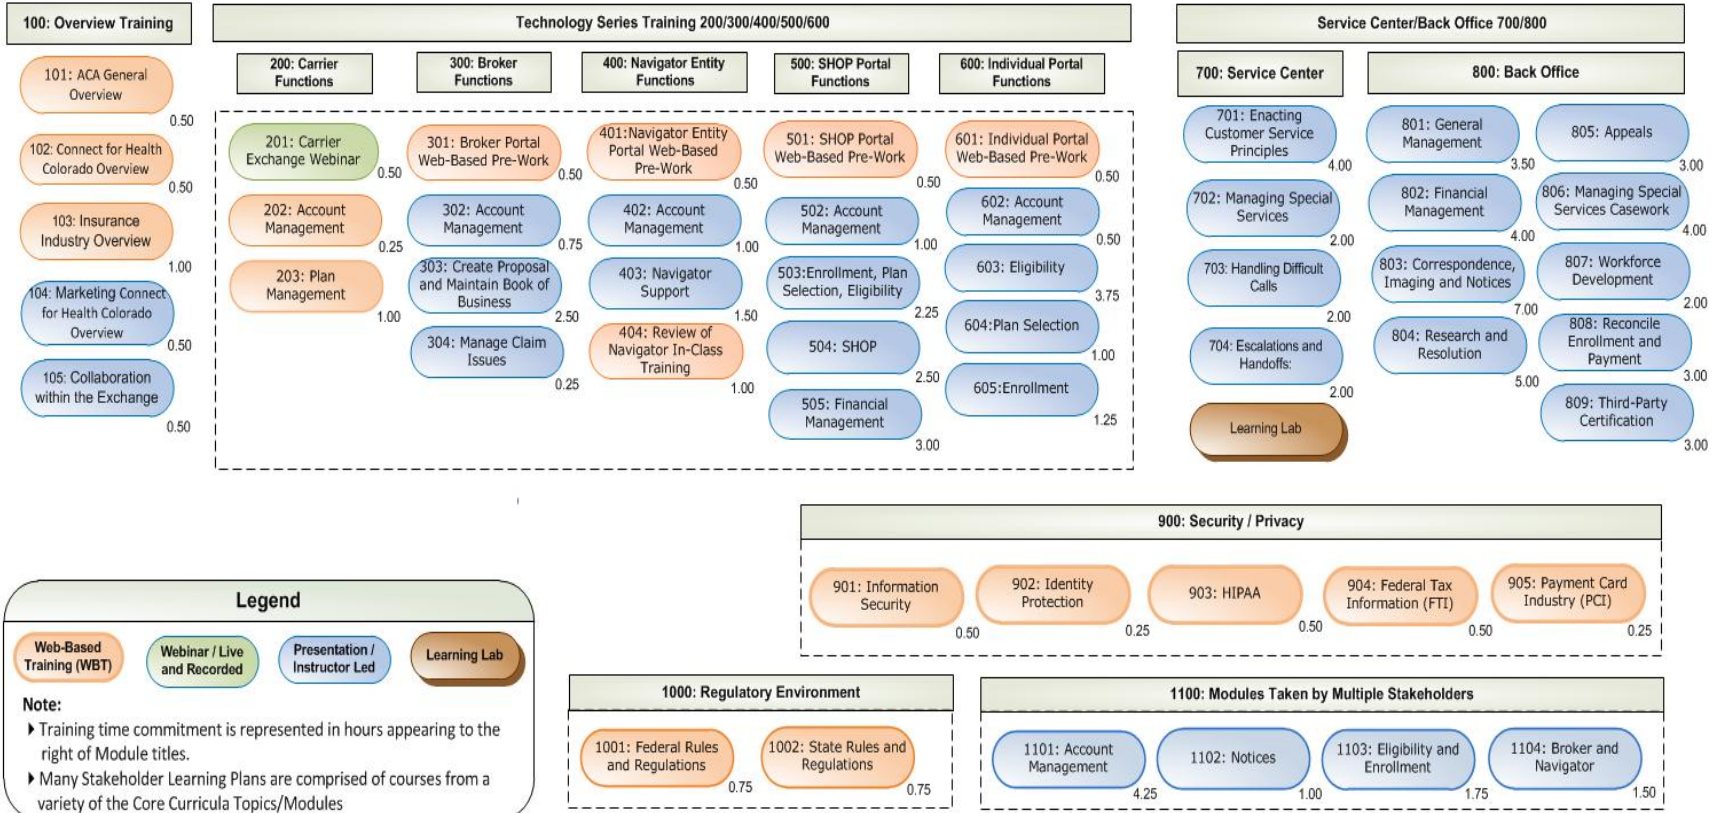 100: Overview Training
101: ACA General
Overview
0.50
102: Connect for Health
Colorado Overview
0.50
103: Insurance
Industry Overview
1.00
104: Marketing Connect
for Health Colorado
Overview
0.50
105: Collaboration
within the Exchange
0.50
Technology Series Training 200/300/400/500/600
200: Carrier
Functions
201: Carrier
Exchange Webinar
0.50
202: Account
Management
0.25
203: Plan
Management
1.00
300: Broker
Functions
301: Broker Portal
Web-Based Pre-Work
0.50
302: Account
Management
0.75
303: Create Proposal
and Maintain Book of
Business
2.50
304: Manage Claim
Issues
0.25
400: Navigator Entity
Functions
401:Navigator Entity
Portal Web-Based
Pre-Work
0.50
402: Account
Management
1.00
403: Navigator
Support
1.50
404: Review of
Navigator In-Class
Training
1.00
500: SHOP Portal
Functions
501: SHOP Portal
Web-Based Pre-Work
0.50
502: Account
Management
1.00
503:Enrollment, Plan
Selection, Eligibility
2.25
504: SHOP
2.50
505: Financial
Management
3.00
600: Individual Portal
Functions
601: Individual Portal
Web-Based Pre-Work
0.50
602: Account
Management
0.50
603: Eligibility
3.75
604:Plan Selection
1.00
605:Enrollment
1.25
Service Center/Back Office 700/800
700: Service Center
701: Enacting
Customer Service
Principles
4.00
702: Managing Special
Services
2.00
703: Handling Difficult
Calls
2.00
704: Escalations and
Handoffs:
2.00
Learning Lab
800: Back Office
801: General
Management
3.50
802: Financial
Management
4.00
803: Correspondence,
Imaging and Notices
7.00
804: Research and
Resolution
5.00
805: Appeals
3.00
806: Managing Special
Services Casework
4.00
807: Workforce
Development
2.00
808: Reconcile
Enrollment and
Payment
3.00
809: Third-Party
Certification
3.00
900: Security / Privacy
901: Information
Security
0.50
902: Identity
Protection
0.25
903: HIPAA
0.50
904: Federal Tax
Information (FTI)
0.50
905: Payment Card
Industry (PCI)
0.25
Legend
Web-Based
Training (WBT)
Webinar / Live
and Recorded
Presentation /
Instructor Led
Learning Lab
Note:
Training time commitment is represented in hours appearing to the
right of Module titles.
Many Stakeholder Learning Plans are comprised of courses from a
variety of the Core Curricula Topics/Modules
1000: Regulatory Environment
1001: Federal Rules
and Regulations
0.75
1002: State Rules and
Regulations
0.75
1100: Modules Taken by Multiple Stakeholders
1101: Account
Management
4.25
1102: Notices
1.00
1103: Eligibility and
Enrollment
1.75
1104: Broker and
Navigator
1.50